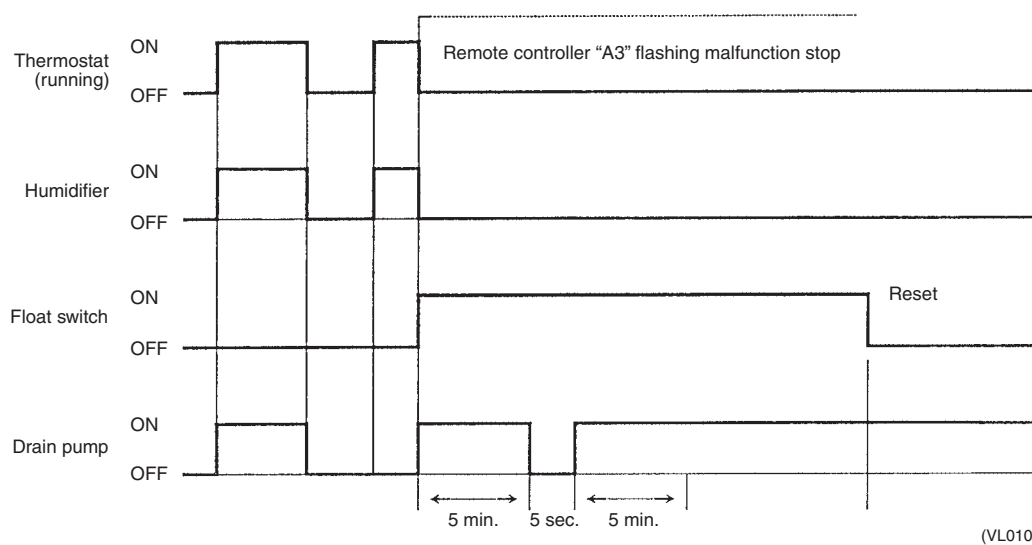 Remote controller “A3” flashing malfunction stop
Thermostat
(running)
ON
OFF
Humidifier
ON
OFF
Float switch
ON
OFF
Reset
Drain pump
ON
OFF
5 min.
5 sec.
5 min.
(VL010